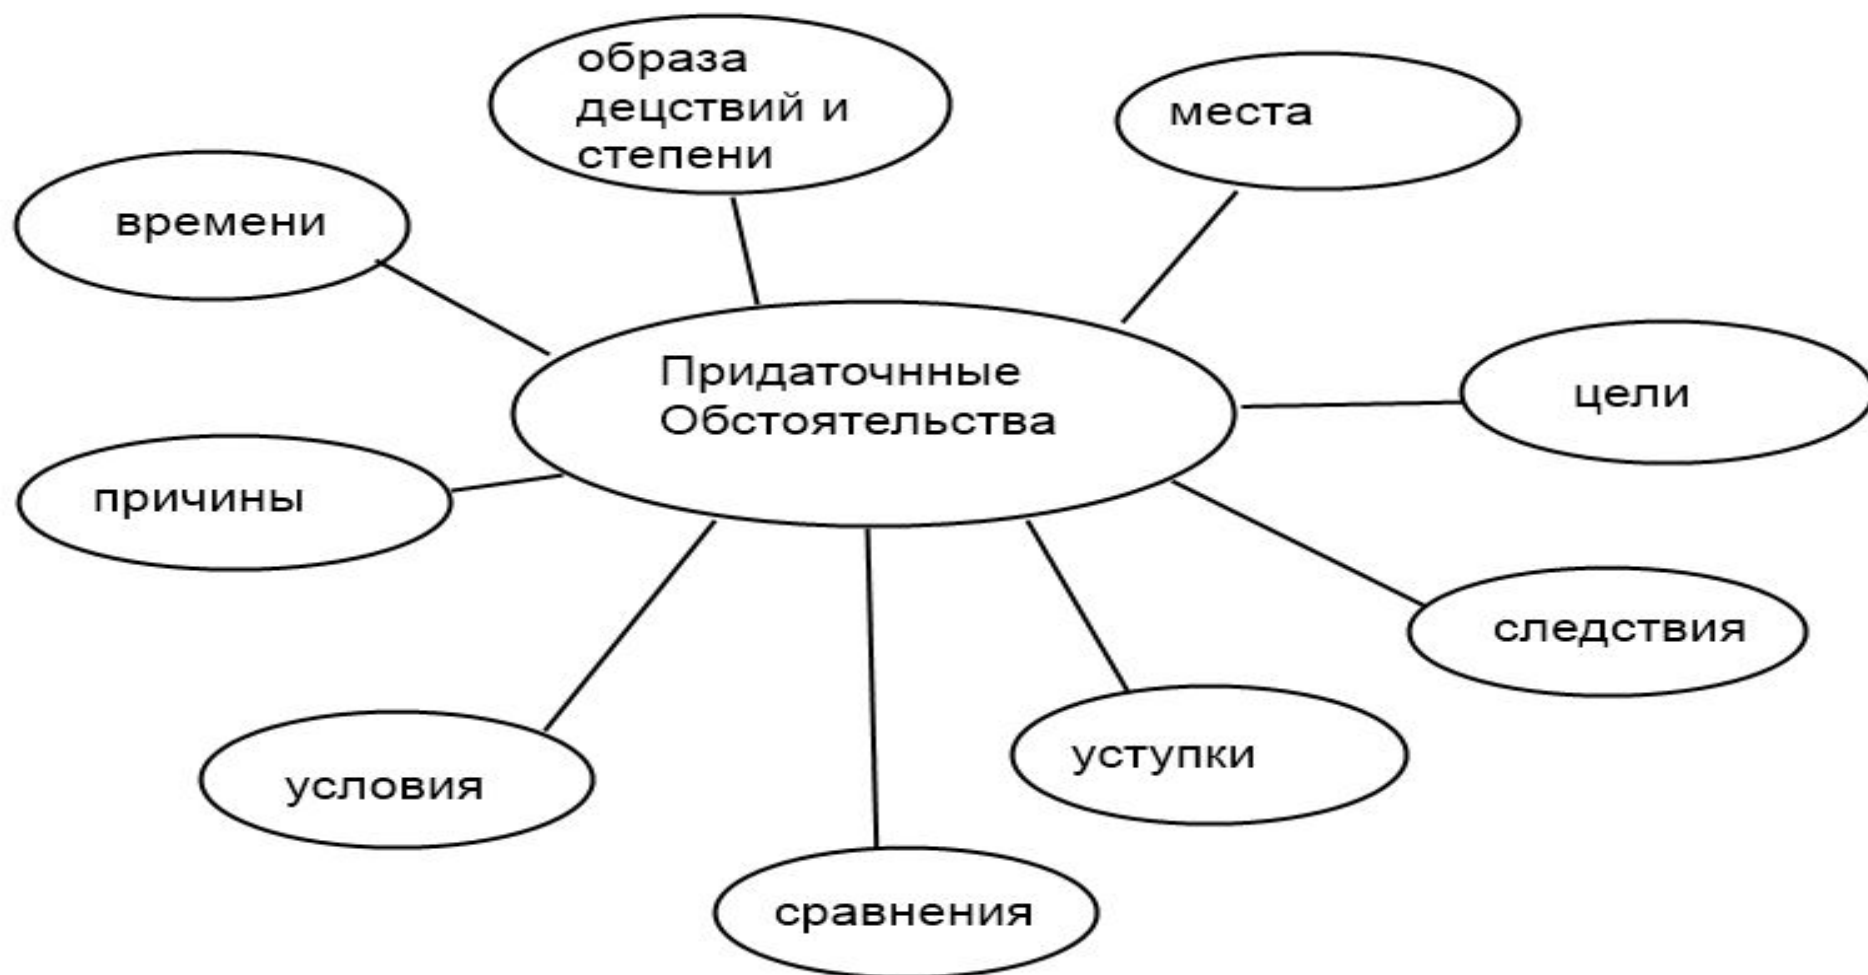 образа
децствий и
степени
места
времени
Придаточнные
Обстоятельства
цели
причины
следствия
уступки
условия
сравнения